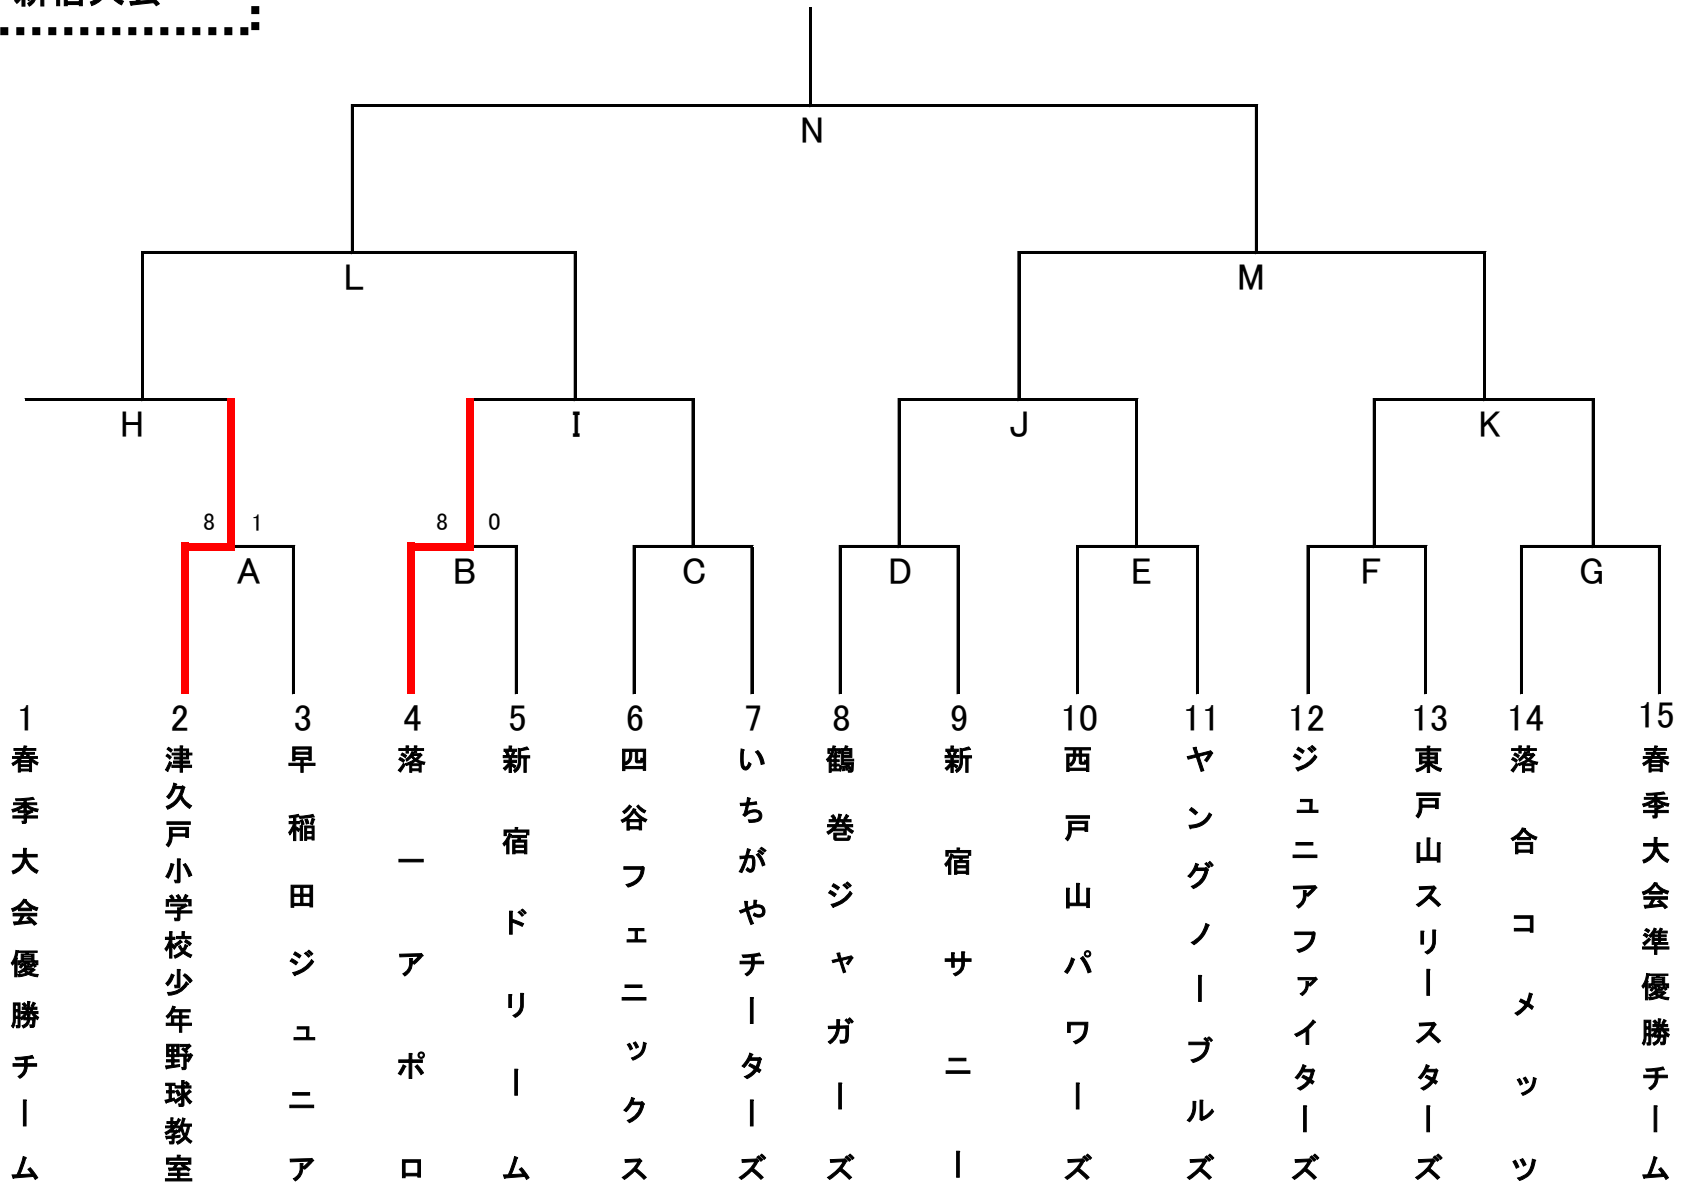 新宿大会
N
L
M
H
I
J
K
8 1
8 0
A
B
C
D
E
F
G
1
2
3
4
5
6
7
8
9
10
11
12
13
14
15
春季大会優勝チーム
津久戸小学校少年野球教室
早稲田ジュニア
落一アポロ
新宿ドリーム
四谷フェニックス
いちがやチーターズ
鶴巻ジャガーズ
新宿サニー
西戸山パワーズ
ヤングノーブルズ
ジュニアファイターズ
東戸山スリースターズ
落合コメッツ
春季大会準優勝チーム